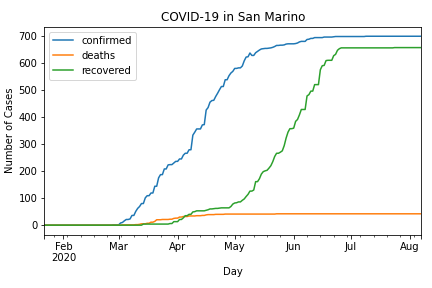 COVID-19 in San Marino
confirmed
deaths
recovered
Number of Cases
700
600
500
400
300
200
100
0
Feb Mar Apr May Jun Jul Aug
2020
Day